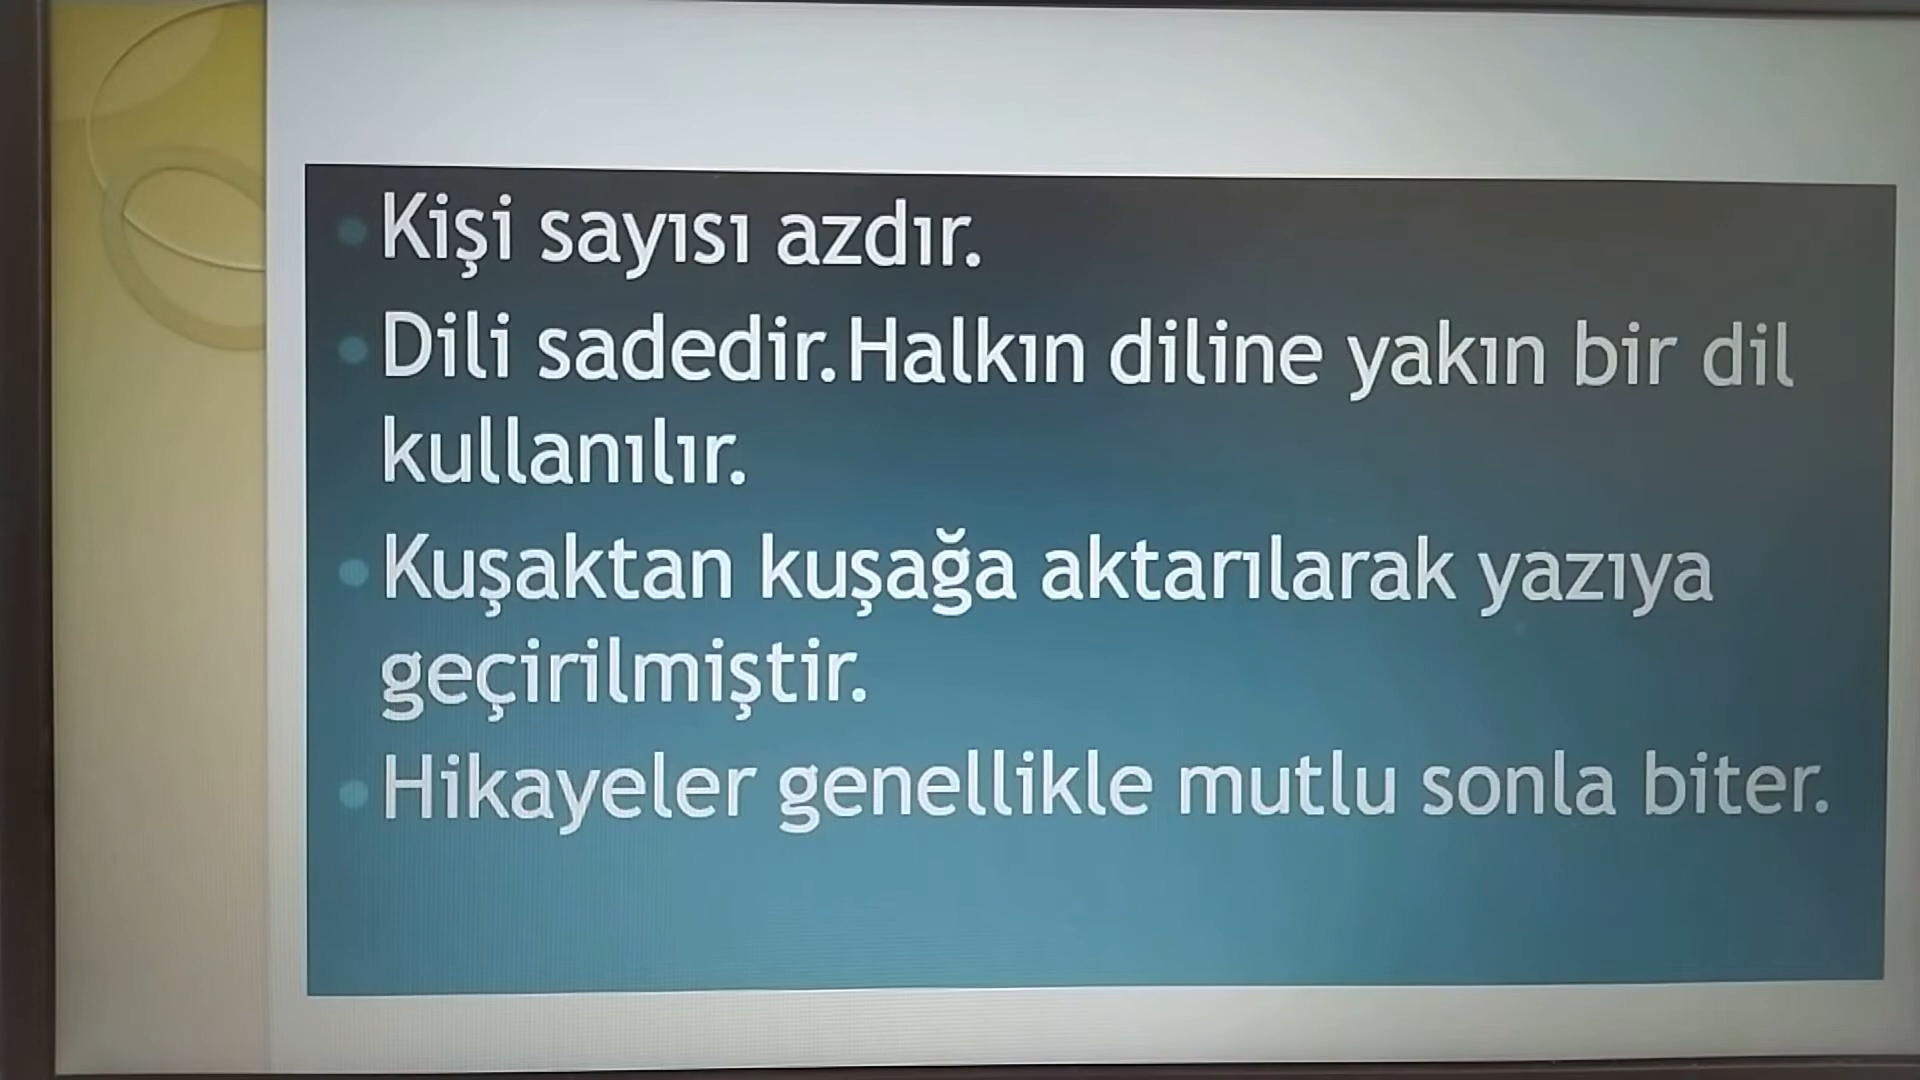 Kişi sayısı azdır.
Dili sadedir.Halkın diline yakın bir dil
kullanılır.
Kuşaktan kuşağa aktarılarak yazıya
geçirilmiştir.
Hikayeler genellikle mutlu sonla biter.